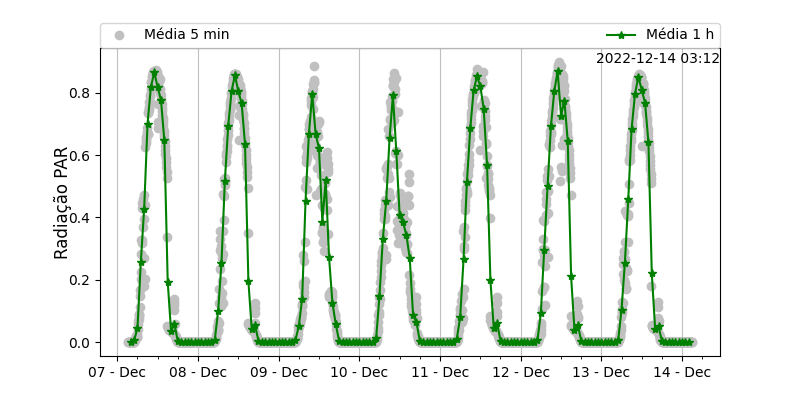 Média 5 min
Média 1 h
2022-12-14 03:12
Radiação PAR
0.8
0.6
0.4
0.2
0.0
07 - Dec
08 - Dec
09 - Dec
10 - Dec
11 - Dec
12 - Dec
13 - Dec
14 - Dec